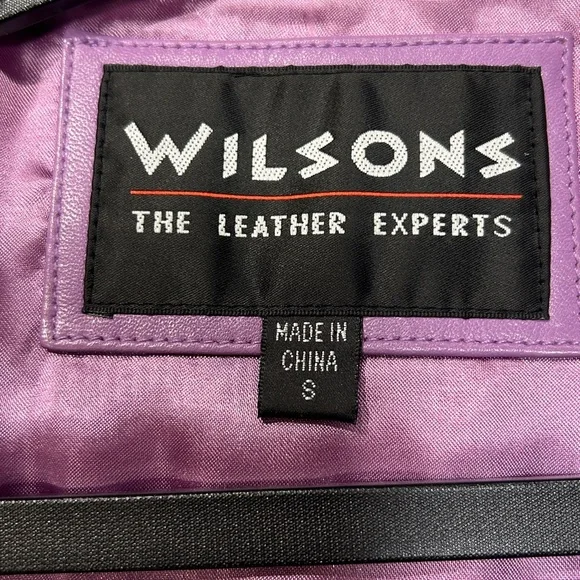 WILSONS
THE LEATHER EXPERTS
MADE IN
CHINA
S